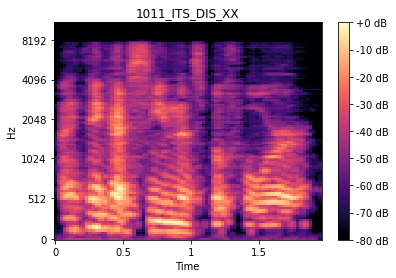 1011_ITS_DIS_XX
+0 dB
8192
-10 dB
-20 dB
4096
-30 dB
Hz
2048
-40 dB
1024
-50 dB
512
-60 dB
-70 dB
0
-80 dB
0 0.5 1 1.5
Time